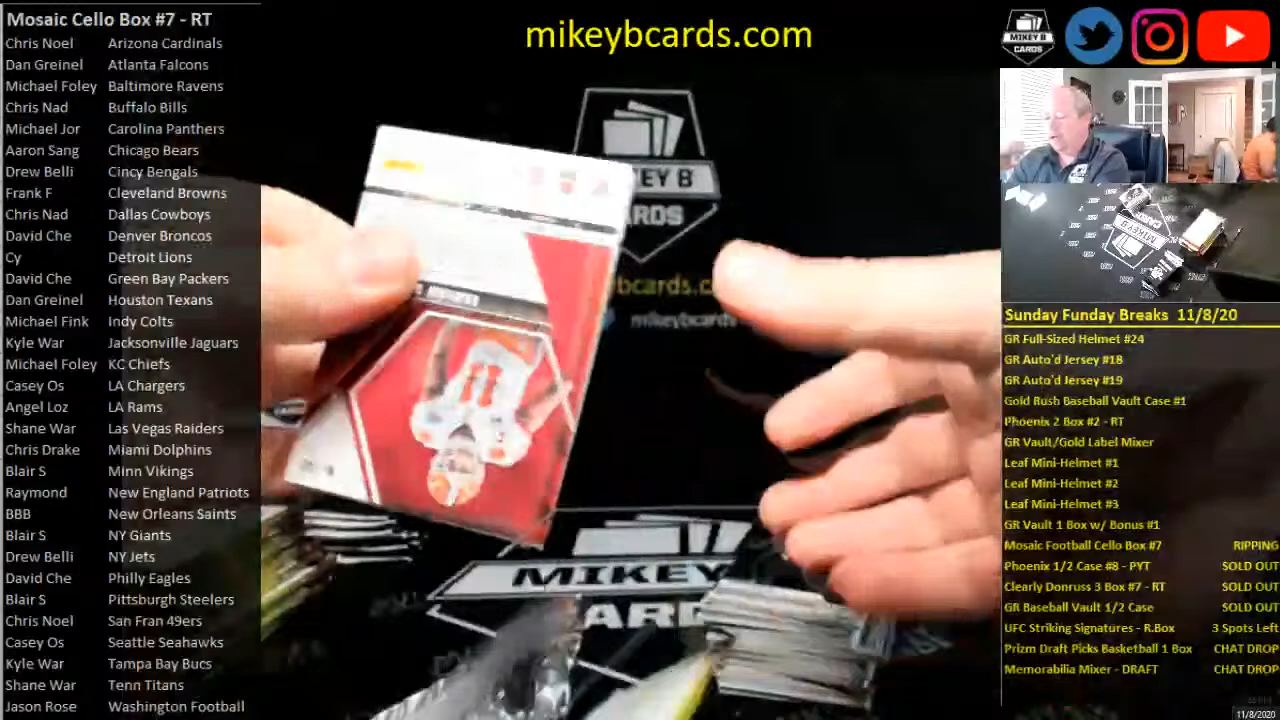 Mosaic Cello Box #7 - RT
Chris Noel Arizona Cardinals
Dan Greinel Atlanta Falcons
Michael Foley Baltimore Ravens
Chris Nad Buffalo Bills
Michael Jor Carolina Panthers
Aaron Sang Chicago Bears
Drew Belli Cincy Bengals
Frank F Cleveland Browns
Chris Nad Dallas Cowboys
David Che Denver Broncos
Cy Detroit Lions
David Che Green Bay Packers
Dan Greinel Houston Texans
Michael Fink Indy Colts
Kyle War Jacksonville Jaguars
Michael Foley KC Chiefs
Casey Os LA Chargers
Angel Loz LA Rams
Shane War Las Vegas Raiders
Chris Drake Miami Dolphins
Blair S Minn Vikings
Raymond New England Patriots
BBB New Orleans Saints
Blair S NY Giants
Drew Belli NY Jets
David Che Philly Eagles
Blair S Pittsburgh Steelers
Chris Noel San Fran 49ers
Casey Os Seattle Seahawks
Kyle War Tampa Bay Bucs
Shane War Tenn Titans
Jason Rose Washington Football
mikeybcards.com
EY B
RDS
bcards.c
mikeybcards
MIKEY
ARD
MIKEY B
CARDS
Sunday Funday Breaks 11/8/20
GR Full-Sized Helmet #24
GR Auto'd Jersey #18
GR Auto'd Jersey #19
Gold Rush Baseball Vault Case #1
Phoenix 2 Box #2 - RT
GR Vault/Gold Label Mixer
Leaf Mini-Helmet #1
Leaf Mini-Helmet #2
Leaf Mini-Helmet #3
GR Vault 1 Box w/ Bonus #1
Mosaic Football Cello Box #7 RIPPING
Phoenix 1/2 Case #8 - PYT SOLD OUT
Clearly Donruss 3 Box #7 - RT SOLD OUT
GR Baseball Vault 1/2 Case SOLD OUT
UFC Striking Signatures - R.Box 3 Spots Left
Prizm Draft Picks Basketball 1 Box CHAT DROP
Memorabilia Mixer - DRAFT CHAT DROP
11/8/2020